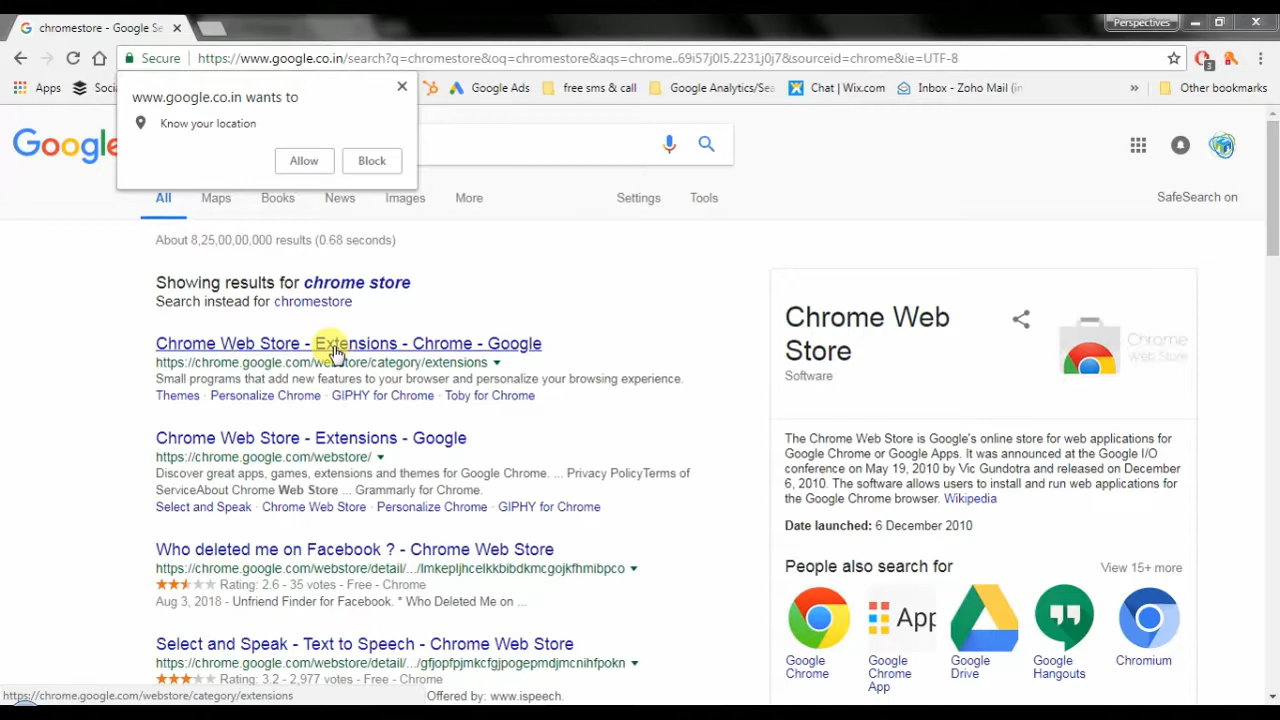 chromestore - Google Se
Perspectives
Secure
https://www.google.co.in/search?q=chromestore&oq=chromestore&aqs=chrome..69i57j0l5.2231j0j7&sourceid=chrome&ie=UTF-8
3
Apps
Google Ads
free sms & call
Google Analytics/Sea
Chat | Wix.com
Inbox - Zoho Mail (in
Other bookmarks
www.google.co.in wants to
Know your location
Allow
Block
Google
All
Maps
Books
News
Images
More
Settings
Tools
SafeSearch on
About 8,25,00,00,000 results (0.68 seconds)
Showing results for chrome store
Search instead for chromestore
Chrome Web Store - Extensions - Chrome - Google
https://chrome.google.com/webstore/category/extensions
Small programs that add new features to your browser and personalize your browsing experience.
Themes · Personalize Chrome · GIPHY for Chrome · Toby for Chrome
Chrome Web Store - Extensions - Google
https://chrome.google.com/webstore/
Discover great apps, games, extensions and themes for Google Chrome. ... Privacy PolicyTerms of
ServiceAbout Chrome Web Store ... Grammarly for Chrome.
Select and Speak · Chrome Web Store · Personalize Chrome · GIPHY for Chrome
Who deleted me on Facebook ? - Chrome Web Store
https://chrome.google.com/webstore/detail/.../lmkepljhcelkkbibdkmcgojkfhmibpco
Rating: 2.6 - 35 votes - Free - Chrome
Aug 3, 2018 - Unfriend Finder for Facebook. * Who Deleted Me on ...
Select and Speak - Text to Speech - Chrome Web Store
https://chrome.google.com/webstore/detail/.../gfjopfpjmkcfgjpogepmdjmcnihfpokn
Rating: 3.2 - 2,977 votes - Free - Chrome
Offered by: www.ispeech.
https://chrome.google.com/webstore/category/extensions
Chrome Web
Store
Software
Chrome
Web Store
The Chrome Web Store is Google's online store for web applications for
Google Chrome or Google Apps. It was announced at the Google I/O
conference on May 19, 2010 by Vic Gundotra and released on December
6, 2010. The software allows users to install and run web applications for
the Google Chrome browser. Wikipedia
Date launched: 6 December 2010
People also search for
View 15+ more
App
Google
Chrome
Google
Chrome
App
Google
Drive
Google
Hangouts
Chromium